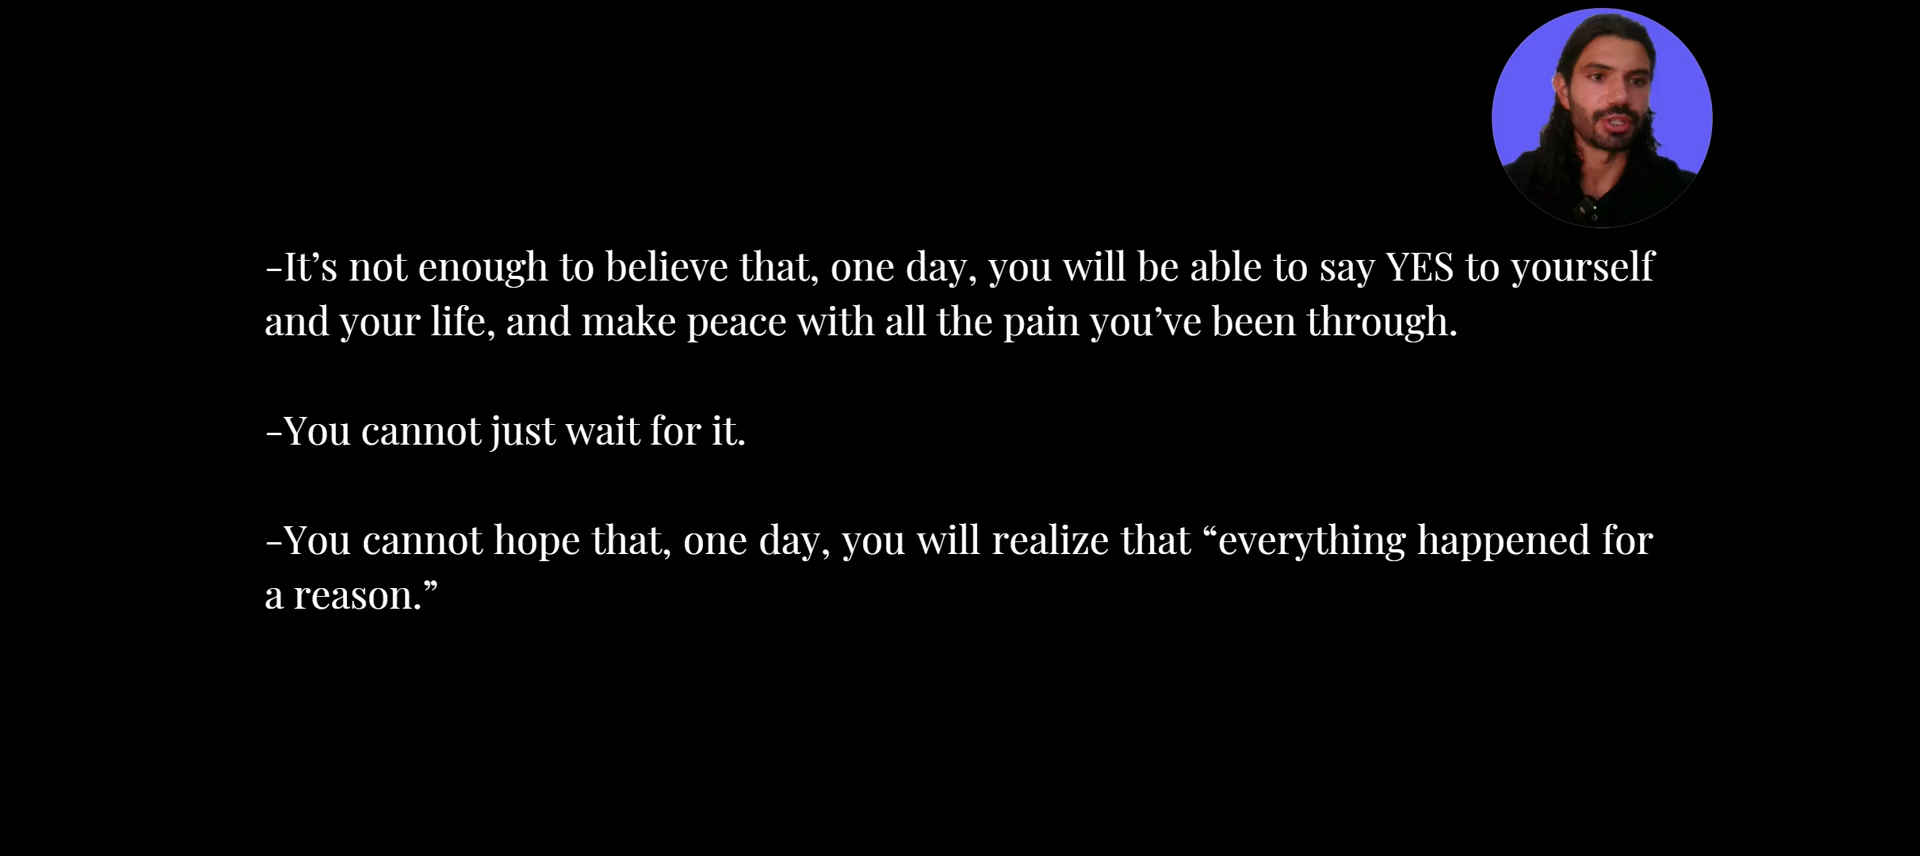 -It’s not enough to believe that, one day, you will be able to say YES to yourself
and your life, and make peace with all the pain you’ve been through.
-You cannot just wait for it.
-You cannot hope that, one day, you will realize that “everything happened for
a reason.”